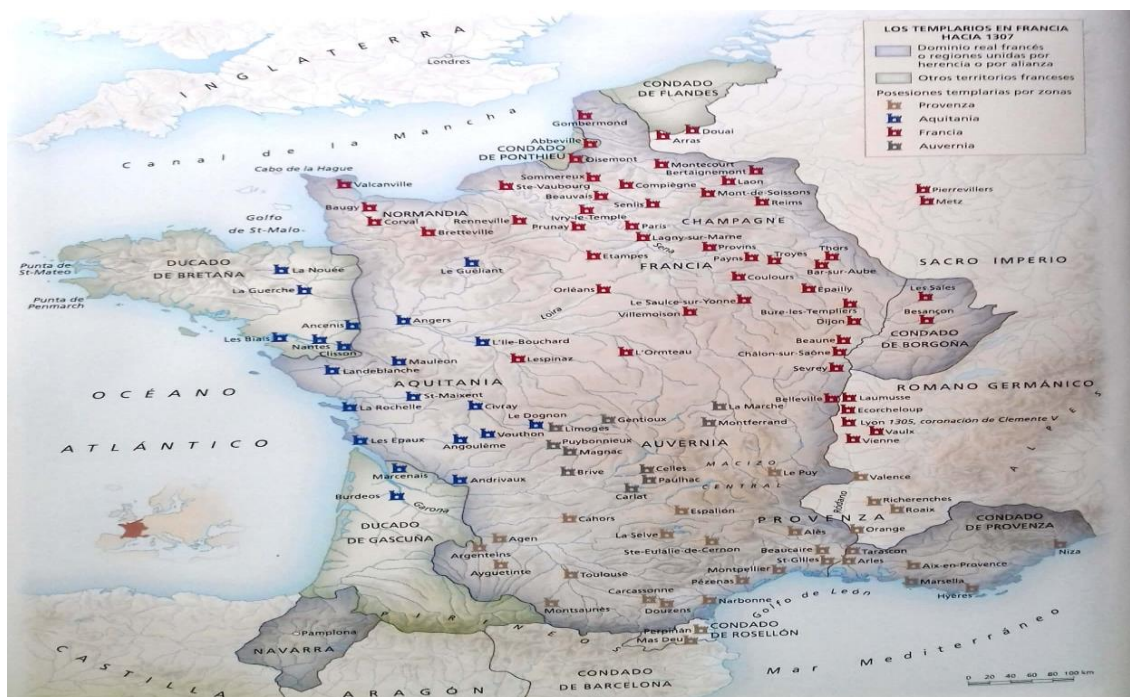 LOS TEMPLARIOS EN FRANCIA
HACIA 1307
Dominio real francés
o regiones unidas por
herencia o por alianza
Otros territorios franceses
Posesiones templarias por zonas
Provenza
Aquitania
Francia
Auvernia
INGLATERRA
Londres
Canal de la Mancha
CONDADO
DE FLANDES
Gombermond
Douai
Arras
Abbeville
CONDADO
DE PONTHIEU
Oisemont
Cabo de la Hague
Montecourt
Bertaignemont
Sommereux
Valcanville
Ste-Vaubourg
Compiègne
Laon
Pierrevillers
Beauvais
Mont-de-Soissons
Metz
Senlis
Reims
Baugy
NORMANDIA
Golfo
de St-Malo
Corval
Renneville
Ivry-le-Temple
CHAMPAGNE
Bretteville
Prunay
Paris
Lagny-sur-Marne
Sena
Provins
Thors
DUCADO
DE BRETAÑA
Punta de
St-Mateo
La Nouée
Le Guéliant
Etampes
FRANCIA
Payns
Troyes
Bar-sur-Aube
SACRO IMPERIO
Coulours
Punta de
Penmarch
La Guerche
Orléans
Épailly
Les Sales
Loira
Le Saulce-sur-Yonne
Villemoison
Bure-les-Templiers
Besançon
Ancenis
Angers
Dijon
CONDADO
DE BORGOÑA
Les Biais
Nantes
Clisson
L'Ile-Bouchard
Beaune
Mauléon
Lespinaz
L'Ormteau
Châlon-sur-Saône
Landeblanche
Sevrey
AQUITANIA
ROMANO GERMÁNICO
OCÉANO
ATLÁNTICO
St-Maixent
Belleville
Laumusse
La Rochelle
Civray
La Marche
Ecorcheloup
Le Dognon
Gentioux
Montferrand
Lyon 1305, coronación de Clemente V
Limoges
Vouthon
Vaulx
Les Epaux
Angoulême
Puybonnieux
AUVERNIA
Vienne
ALPES
Magnac
Marcenais
Andrivaux
Brive
Celles
MACIZO
CENTRAL
Le Puy
Paulhac
Valence
Carlat
Burdeos
Garona
Richerenches
Ródano
Roaix
Espalion
DUCADO
DE GASCUÑA
Cahors
PROVENZA
CONDADO
DE PROVENZA
La Selve
Alès
Orange
Agen
Argenteins
Ste-Eulalie-de-Cernon
Beaucaire
Tarascon
Niza
St-Gilles
Arles
Ayguetinte
Toulouse
Montpellier
Aix-en-Provence
Pézenas
Marsella
Hyères
Carcassonne
Montsaunès
Douzens
Narbonne
Golfo de León
PIRINEOS
Perpiñán
CONDADO
DE ROSELLÓN
Mas Deu
Pamplona
NAVARRA
Mar Mediterráneo
CASTILLA
ARAGÓN
CONDADO
DE BARCELONA
0 20 40 60 80 100 km